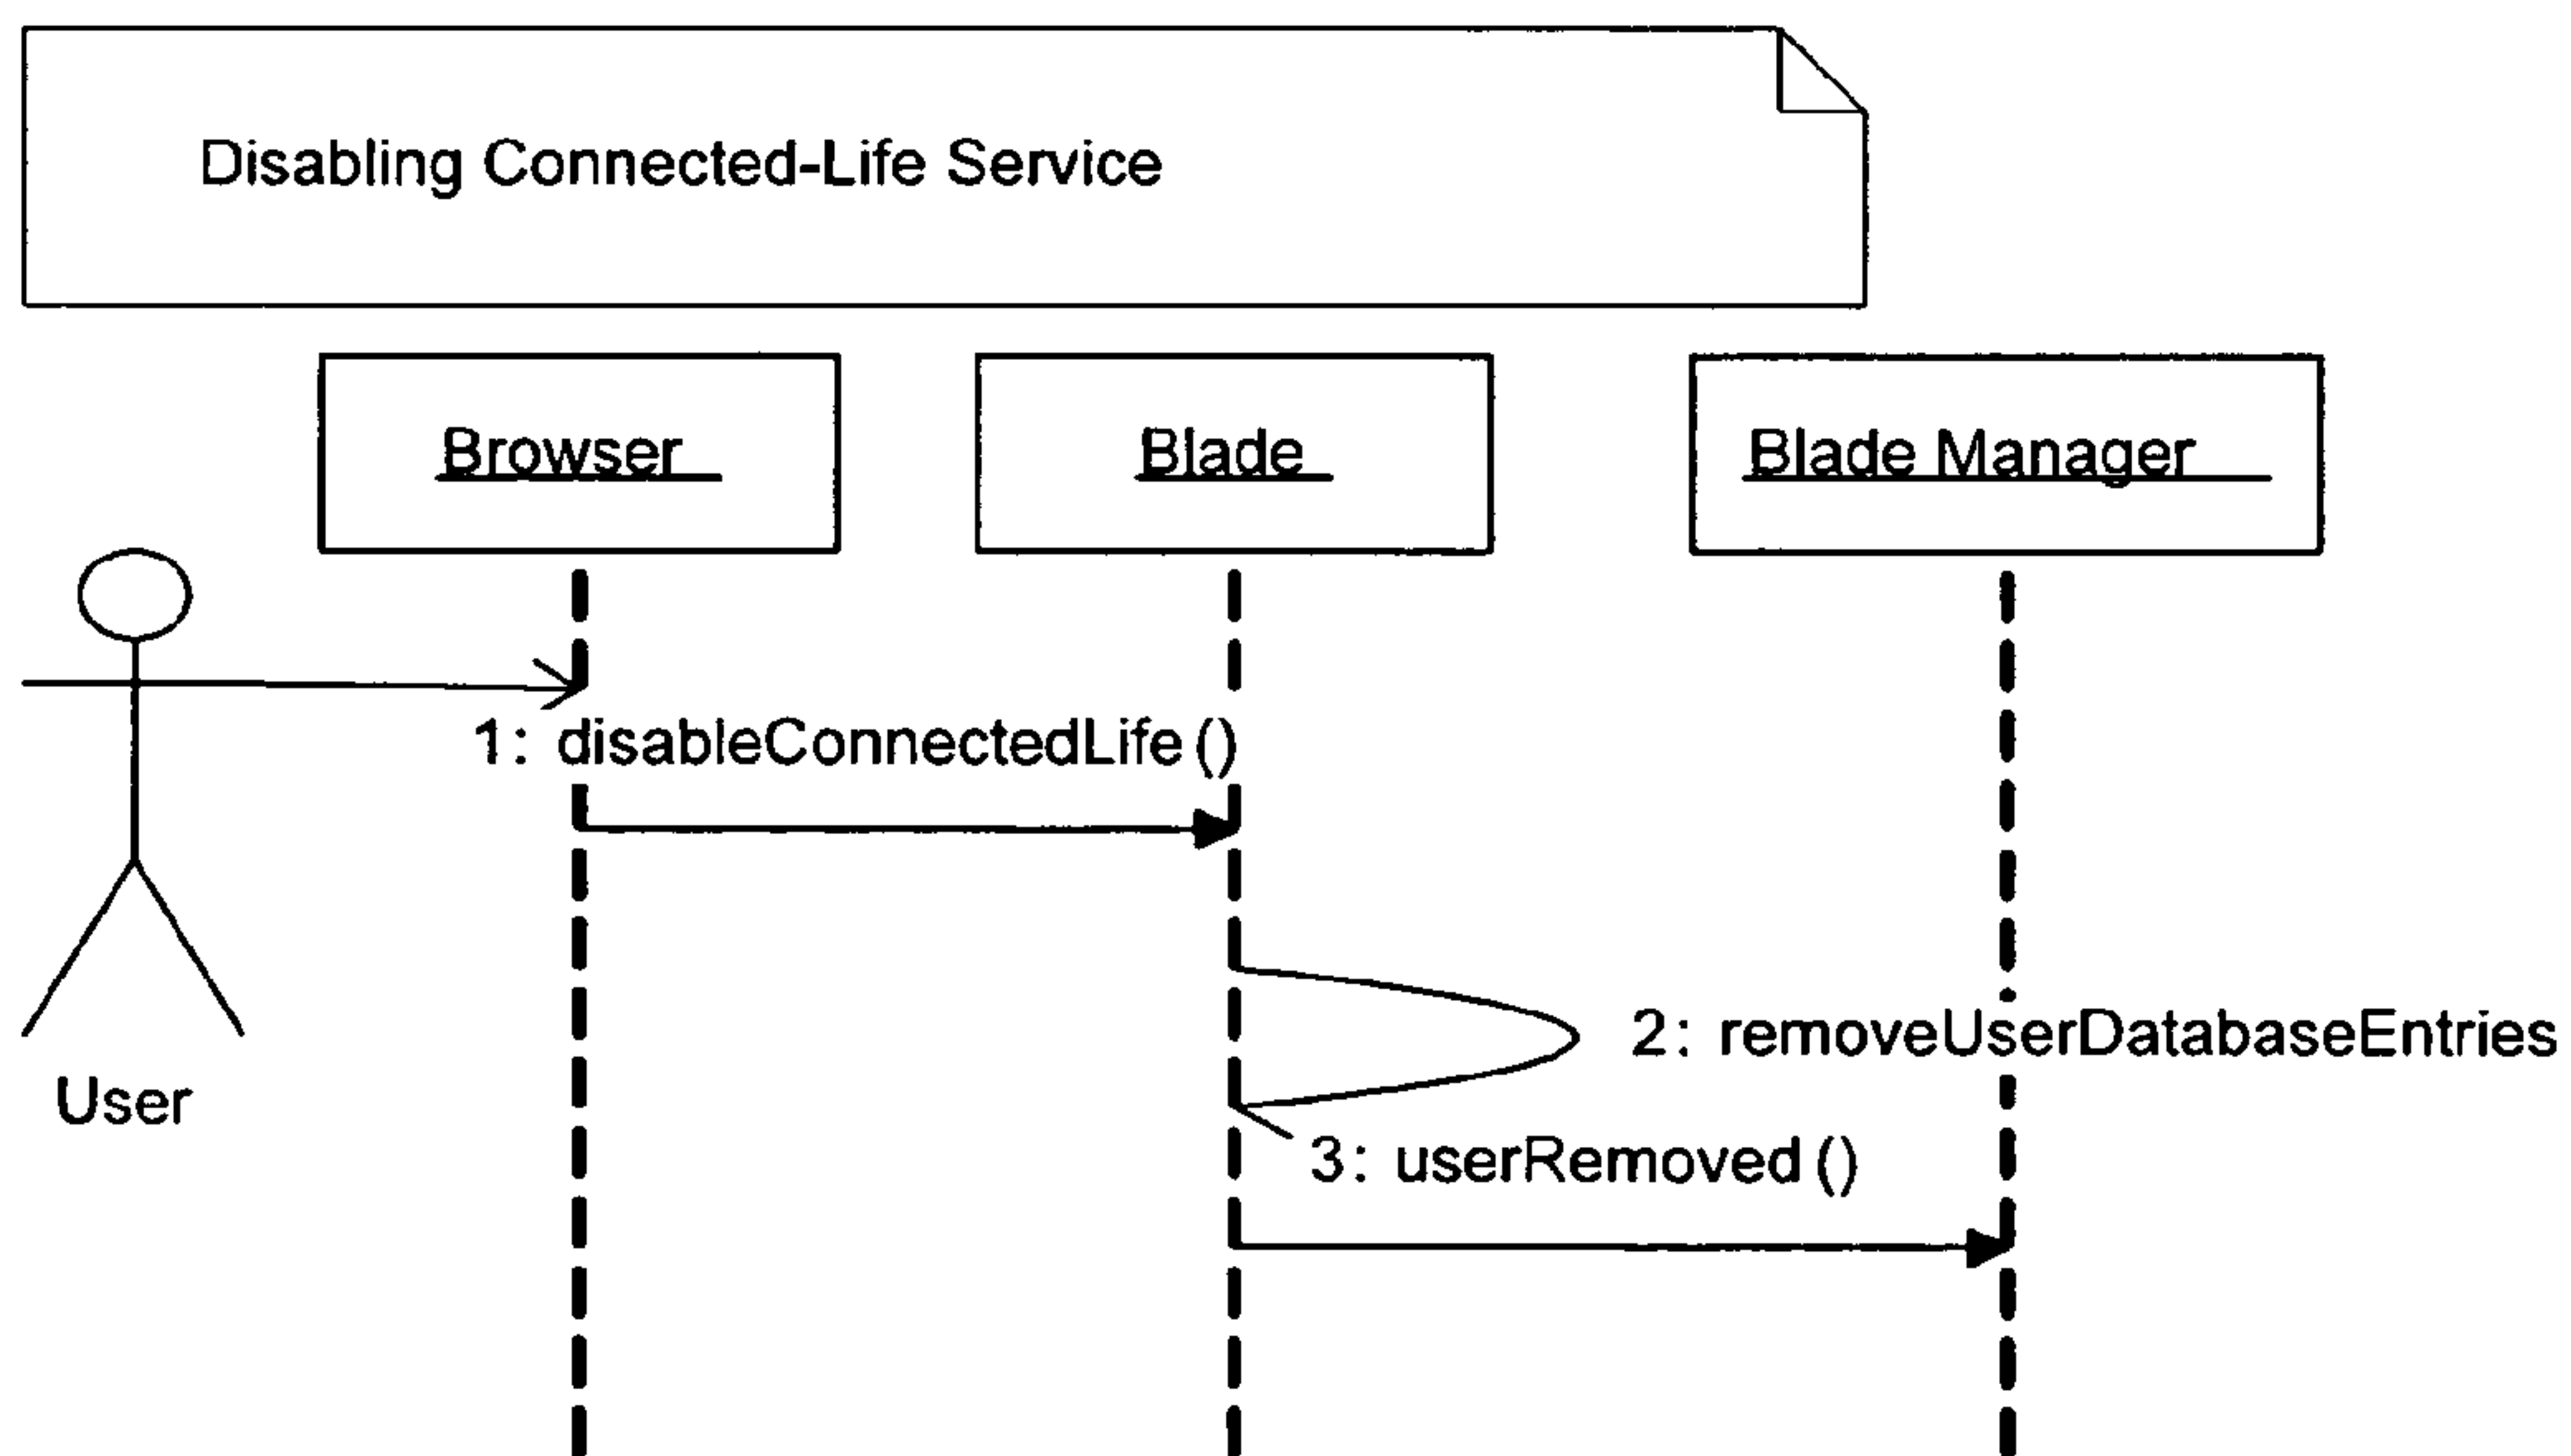 Disabling Connected-Life Service
Browser
Blade
Blade Manager
1: disableConnectedLife()
2: removeUserDatabaseEntries
User
3: userRemoved()